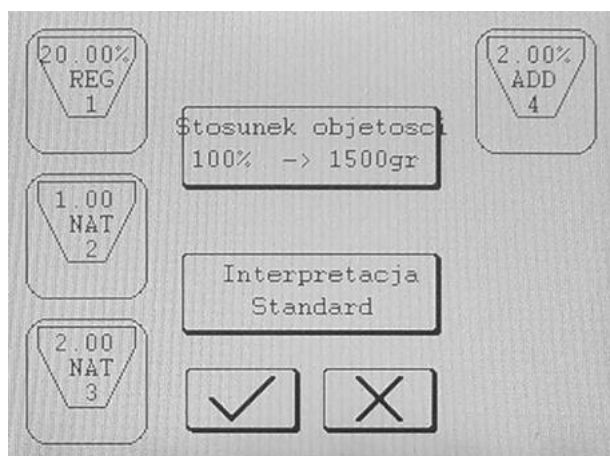 20.00%
REG
1
2.00%
ADD
4
Stosunek objetosci
100% -> 1500gr
1.00
NAT
2
Interpretacja
Standard
2.00
NAT
3